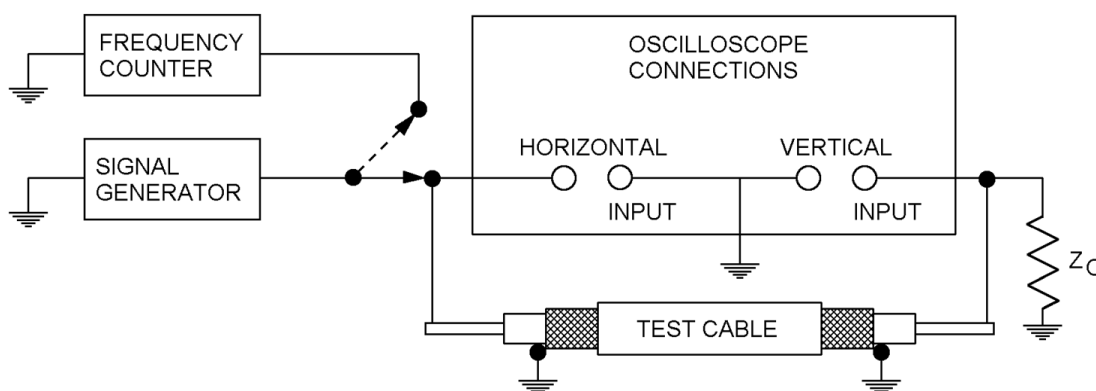 FREQUENCY
COUNTER
OSCILLOSCOPE
CONNECTIONS
SIGNAL
GENERATOR
HORIZONTAL
VERTICAL
INPUT
INPUT
Z
TEST CABLE